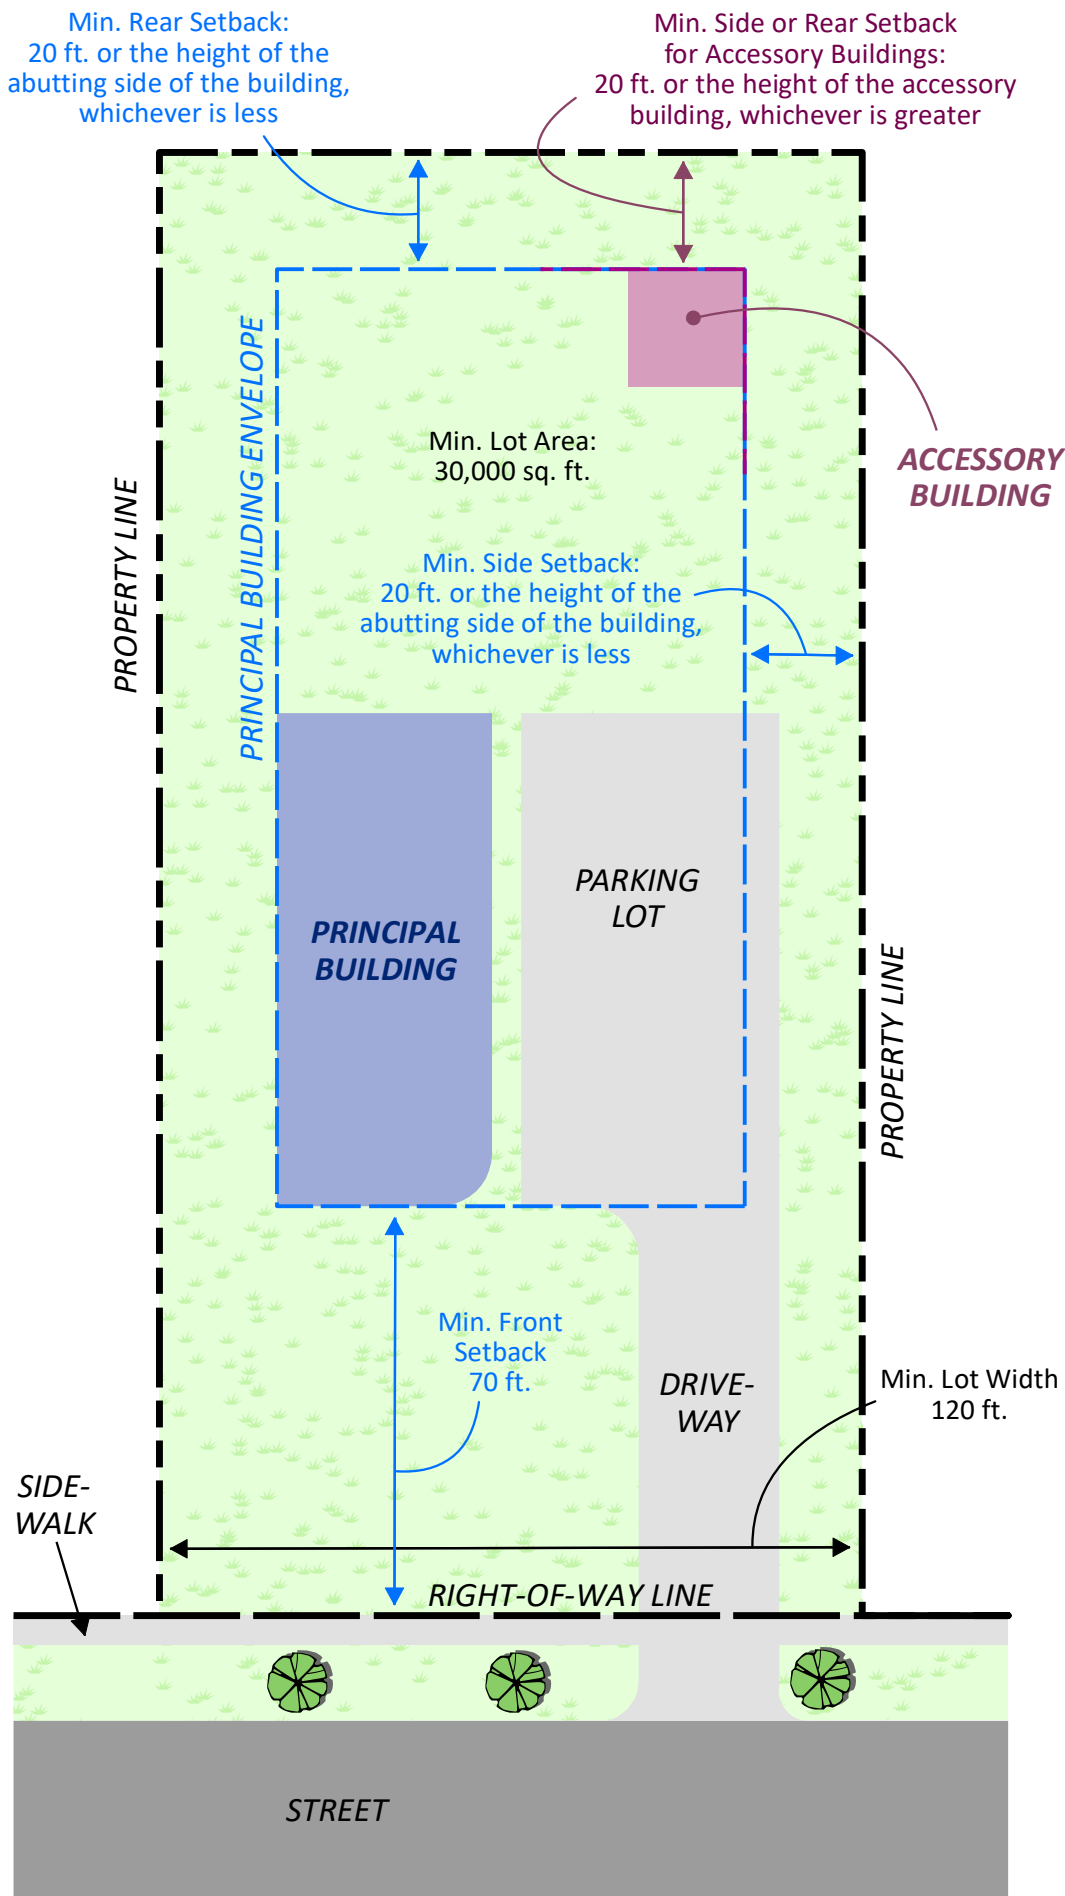 Min. Rear Setback:
20 ft. or the height of the
abutting side of the building,
whichever is less
Min. Side or Rear Setback
for Accessory Buildings:
20 ft. or the height of the accessory
building, whichever is greater
PRINCIPAL BUILDING ENVELOPE
Min. Lot Area:
30,000 sq. ft.
ACCESSORY
BUILDING
PROPERTY LINE
Min. Side Setback:
20 ft. or the height of the
abutting side of the building,
whichever is less
PARKING
LOT
PRINCIPAL
BUILDING
PROPERTY LINE
Min. Front
Setback
70 ft.
DRIVE-
WAY
Min. Lot Width
120 ft.
SIDE-
WALK
RIGHT-OF-WAY LINE
STREET